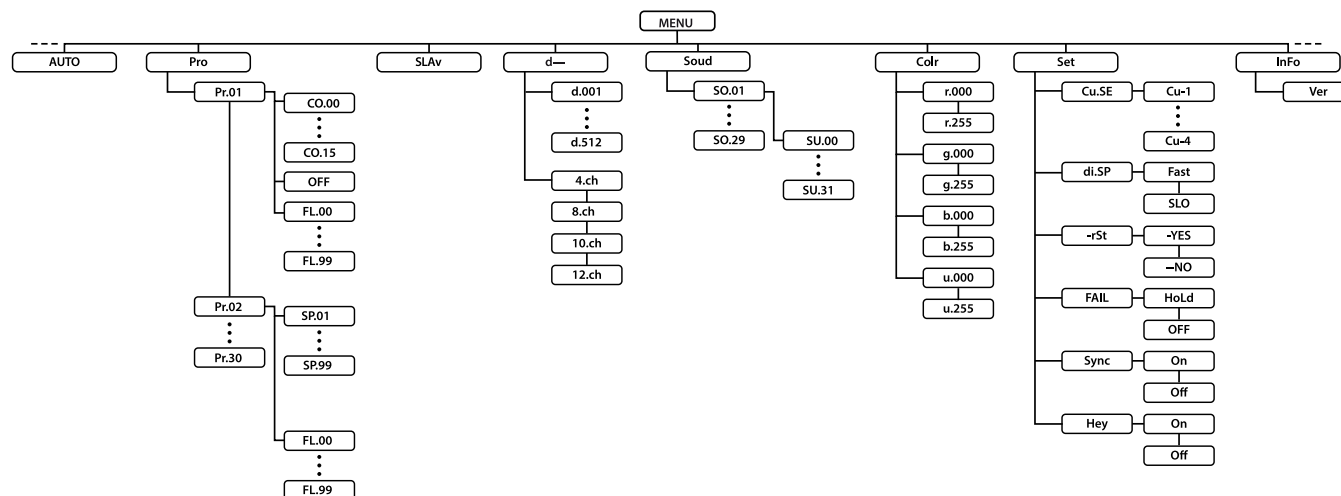 MENU
AUTO
Pro
Pr.01
CO.00
CO.15
OFF
FL.00
FL.99
Pr.02
Pr.30
SP.01
SP.99
FL.00
FL.99
SLAv
d—
d.001
d.512
4.ch
8.ch
10.ch
12.ch
Soud
SO.01
SO.29
SU.00
SU.31
Colr
r.000
r.255
g.000
g.255
b.000
b.255
u.000
u.255
Set
Cu.SE
Cu-1
Cu-4
di.SP
Fast
SLO
-rSt
-YES
—NO
FAIL
HoLd
OFF
Sync
On
Off
Hey
On
Off
InFo
Ver